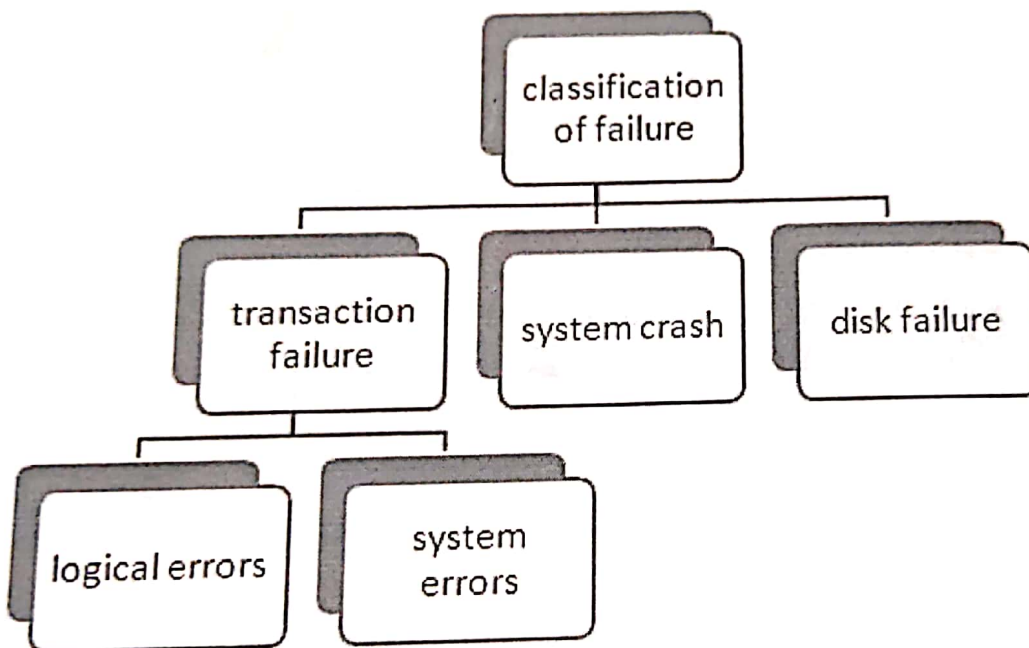 classification
of failure
transaction
failure
system crash
disk failure
logical errors
system
errors